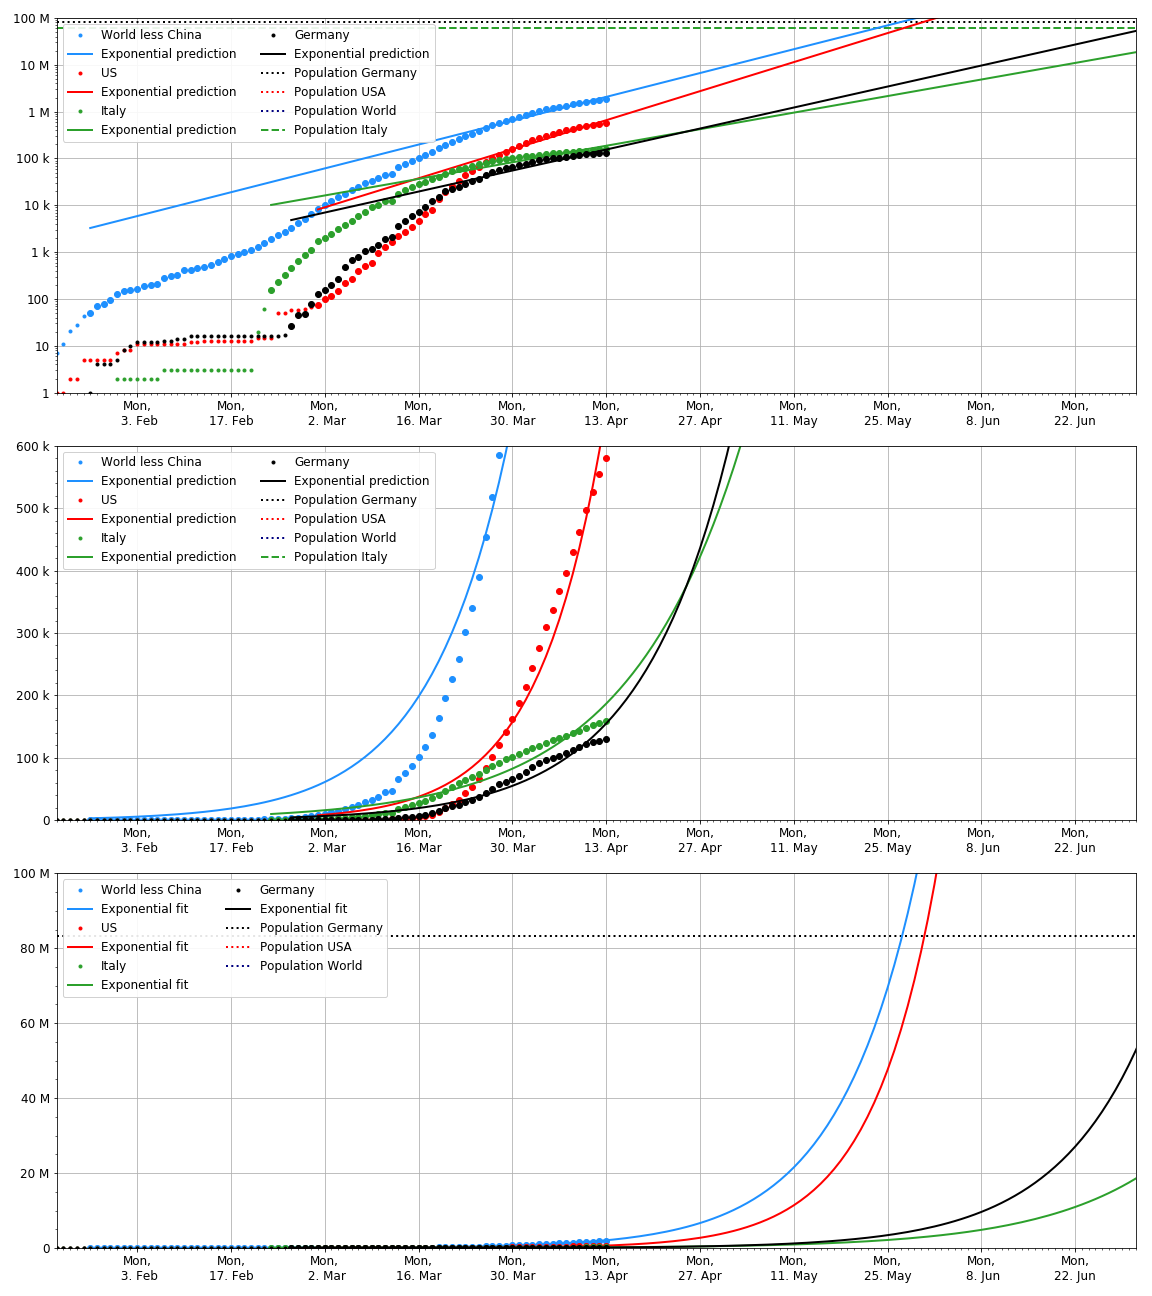 100 M
10 M
1 M
100 k
10 k
1 k
100
10
1
World less China
Exponential prediction
US
Exponential prediction
Italy
Exponential prediction
Germany
Exponential prediction
Population Germany
Population USA
Population World
Population Italy
Mon, 
3. Feb
Mon,
17. Feb
Mon,
2. Mar
Mon,
16. Mar
Mon,
30. Mar
Mon,
13. Apr
Mon,
27. Apr
Mon,
11. May
Mon,
25. May
Mon,
8. Jun
Mon,
22. Jun
600 k
500 k
400 k
300 k
200 k
100 k
0
World less China
Exponential prediction
US
Exponential prediction
Italy
Exponential prediction
Germany
Exponential prediction
Population Germany
Population USA
Population World
Population Italy
Mon,
3. Feb
Mon,
17. Feb
Mon,
2. Mar
Mon,
16. Mar
Mon,
30. Mar
Mon,
13. Apr
Mon,
27. Apr
Mon,
11. May
Mon,
25. May
Mon,
8. Jun
Mon,
22. Jun
100 M
80 M
60 M
40 M
20 M
0
World less China
Exponential fit
US
Exponential fit
Italy
Exponential fit
Germany
Exponential fit
Population Germany
Population USA
Population World
Mon,
3. Feb
Mon,
17. Feb
Mon,
2. Mar
Mon,
16. Mar
Mon,
30. Mar
Mon,
13. Apr
Mon,
27. Apr
Mon,
11. May
Mon,
25. May
Mon,
8. Jun
Mon,
22. Jun